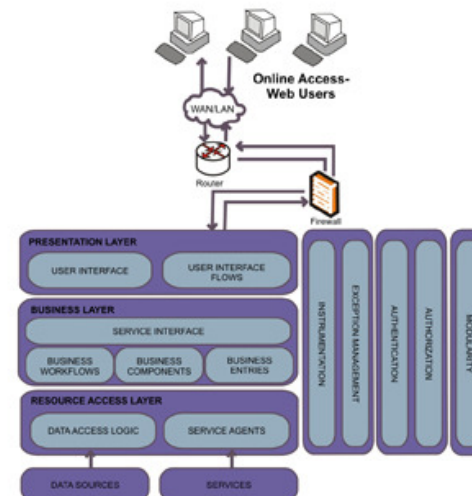 Online Access-
Web Users
WAN/LAN
Router
Firewall
PRESENTATION LAYER
USER INTERFACE
USER INTERFACE
FLOWS
BUSINESS LAYER
SERVICE INTERFACE
BUSINESS
WORKFLOWS
BUSINESS
COMPONENTS
BUSINESS
ENTRIES
RESOURCE ACCESS LAYER
DATA ACCESS LOGIC
SERVICE AGENTS
DATA SOURCES
SERVICES
INSTRUMENTATION
EXCEPTION MANAGEMENT
AUTHENTICATION
AUTHORIZATION
MODULARITY